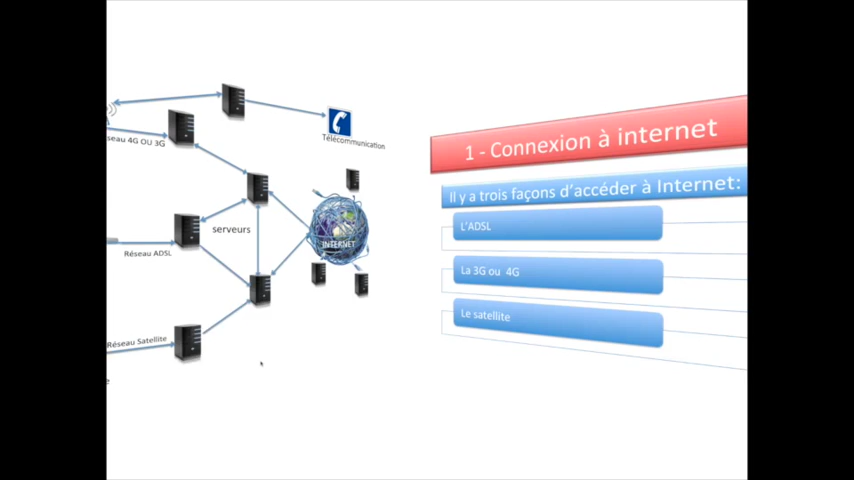 Télécommunication
seau 4G OU 3G
serveurs
INTERNET
Réseau ADSL
Réseau Satellite
e
1 - Connexion à internet
Il y a trois façons d'accéder à Internet:
L'ADSL
La 3G ou 4G
Le satellite